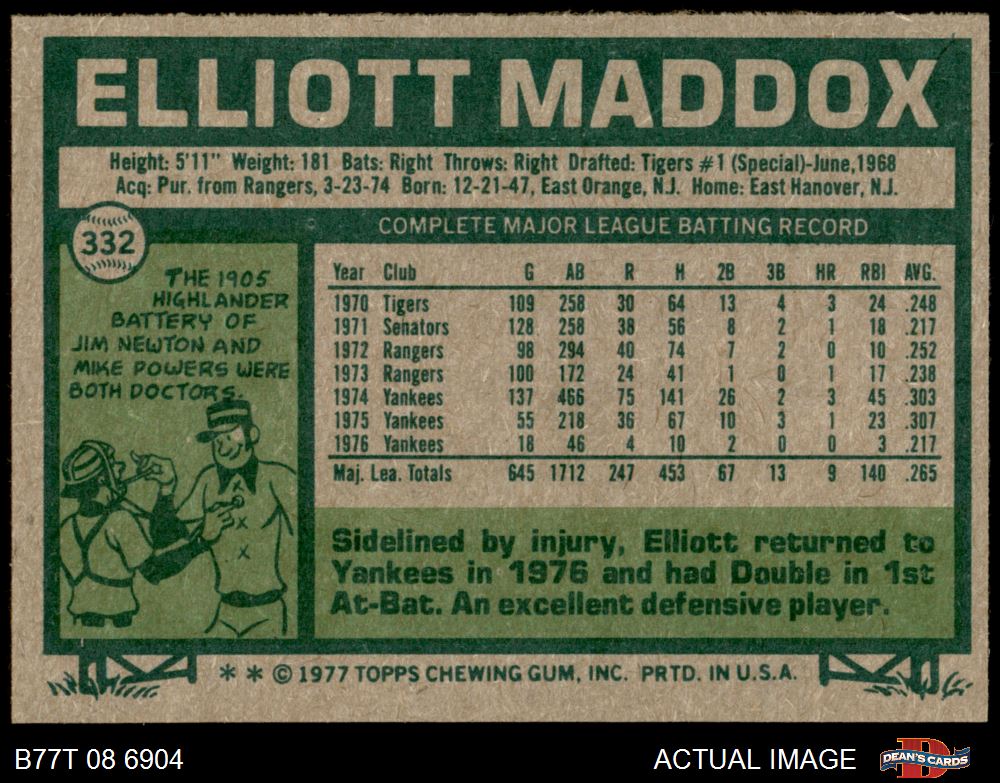 ELLIOTT MADDOX
Height: 5'11" Weight: 181 Bats: Right Throws: Right Drafted: Tigers #1 (Special)-June,1968
Acq: Pur. from Rangers, 3-23-74 Born: 12-21-47, East Orange, N.J. Home: East Hanover, N.J.
332
THE 1905
HIGHLANDER
BATTERY OF
JIM NEWTON AND
MIKE POWERS WERE
BOTH DOCTORS.
COMPLETE MAJOR LEAGUE BATTING RECORD
Year Club G AB R H 2B 3B HR RBI AVG.
1970 Tigers 109 258 30 64 13 4 3 24 .248
1971 Senators 128 258 38 56 8 2 1 18 .217
1972 Rangers 98 294 40 74 7 2 0 10 .252
1973 Rangers 100 172 24 41 1 0 1 17 .238
1974 Yankees 137 466 75 141 26 2 3 45 .303
1975 Yankees 55 218 36 67 10 3 1 23 .307
1976 Yankees 18 46 4 10 2 0 0 3 .217
Maj. Lea. Totals 645 1712 247 453 67 13 9 140 .265
Sidelined by injury, Elliott returned to
Yankees in 1976 and had Double in 1st
At-Bat. An excellent defensive player.
* * © 1977 TOPPS CHEWING GUM, INC. PRTD. IN U.S.A.
B77T 08 6904
ACTUAL IMAGE
D
DEAN'S CARDS